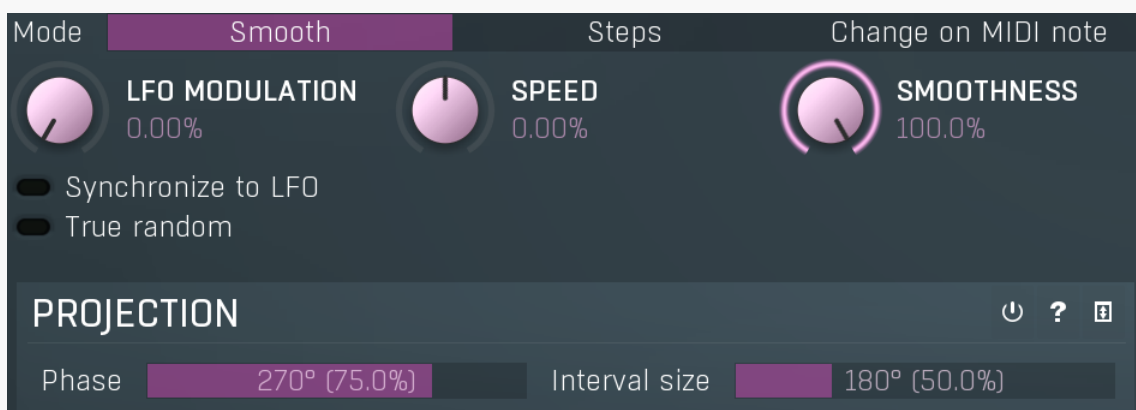 Mode Smooth Steps Change on MIDI note
LFO MODULATION SPEED SMOOTHNESS
0.00% 0.00% 100.0%
Synchronize to LFO
True random
PROJECTION ?
Phase 270° (75.0%) Interval size 180° (50.0%)